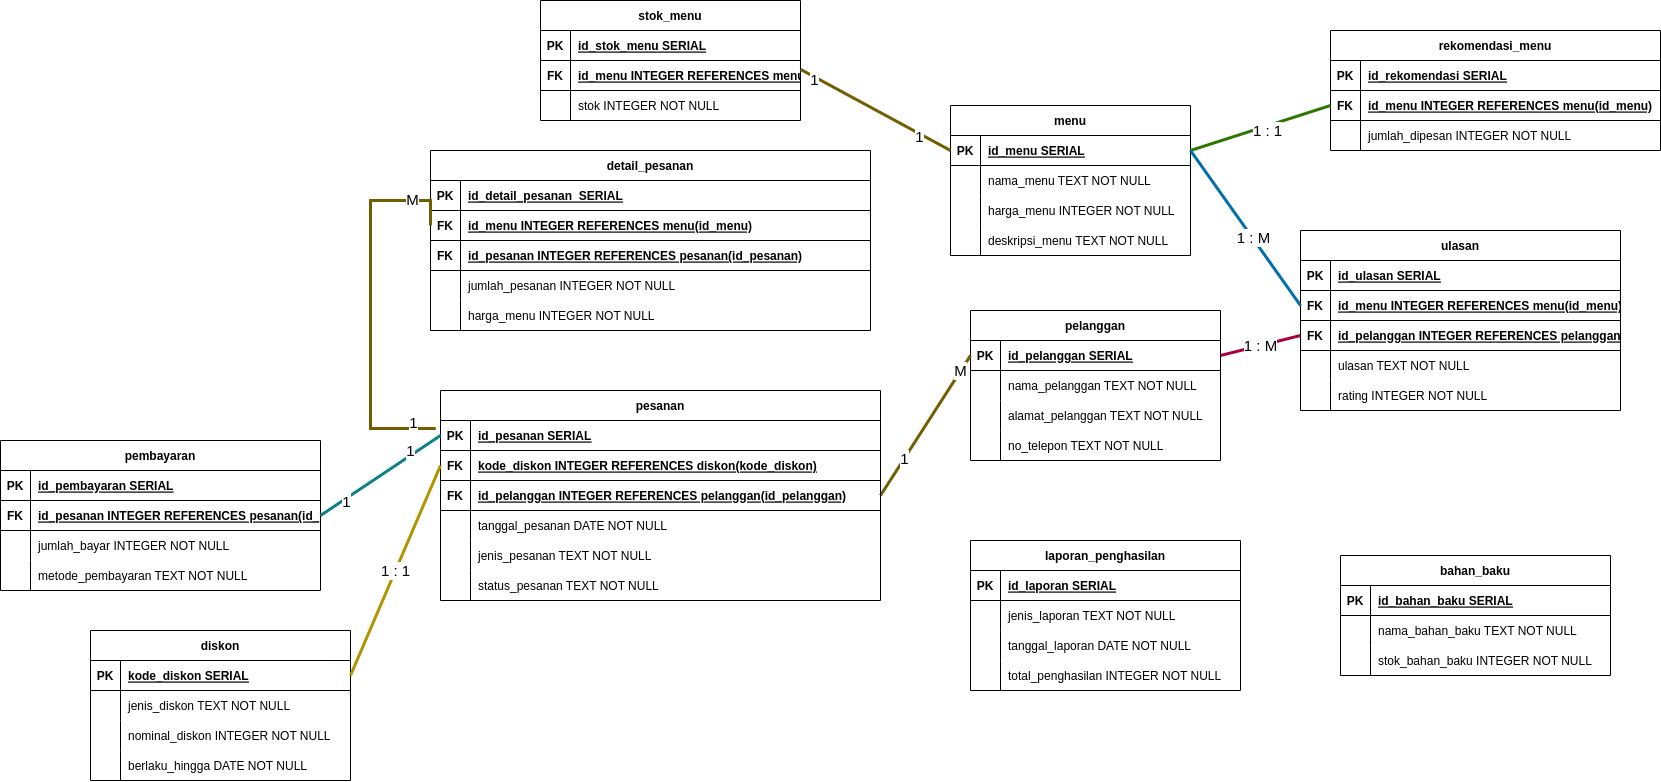 stok_menu
PK id_stok_menu SERIAL
FK id_menu INTEGER REFERENCES menu
stok INTEGER NOT NULL
1
1
rekomendasi_menu
PK id_rekomendasi SERIAL
FK id_menu INTEGER REFERENCES menu(id_menu)
jumlah_dipesan INTEGER NOT NULL
menu
PK id_menu SERIAL
nama_menu TEXT NOT NULL
harga_menu INTEGER NOT NULL
deskripsi_menu TEXT NOT NULL
1 : 1
1 : M
detail_pesanan
PK id_detail_pesanan SERIAL
FK id_menu INTEGER REFERENCES menu(id_menu)
FK id_pesanan INTEGER REFERENCES pesanan(id_pesanan)
jumlah_pesanan INTEGER NOT NULL
harga_menu INTEGER NOT NULL
M
1
ulasan
PK id_ulasan SERIAL
FK id_menu INTEGER REFERENCES menu(id_menu)
FK id_pelanggan INTEGER REFERENCES pelanggan
ulasan TEXT NOT NULL
rating INTEGER NOT NULL
pelanggan
PK id_pelanggan SERIAL
nama_pelanggan TEXT NOT NULL
alamat_pelanggan TEXT NOT NULL
no_telepon TEXT NOT NULL
1 : M
M
1
pesanan
PK id_pesanan SERIAL
FK kode_diskon INTEGER REFERENCES diskon(kode_diskon)
FK id_pelanggan INTEGER REFERENCES pelanggan(id_pelanggan)
tanggal_pesanan DATE NOT NULL
jenis_pesanan TEXT NOT NULL
status_pesanan TEXT NOT NULL
pembayaran
PK id_pembayaran SERIAL
FK id_pesanan INTEGER REFERENCES pesanan(id_
jumlah_bayar INTEGER NOT NULL
metode_pembayaran TEXT NOT NULL
1
1
1 : 1
laporan_penghasilan
PK id_laporan SERIAL
jenis_laporan TEXT NOT NULL
tanggal_laporan DATE NOT NULL
total_penghasilan INTEGER NOT NULL
bahan_baku
PK id_bahan_baku SERIAL
nama_bahan_baku TEXT NOT NULL
stok_bahan_baku INTEGER NOT NULL
diskon
PK kode_diskon SERIAL
jenis_diskon TEXT NOT NULL
nominal_diskon INTEGER NOT NULL
berlaku_hingga DATE NOT NULL